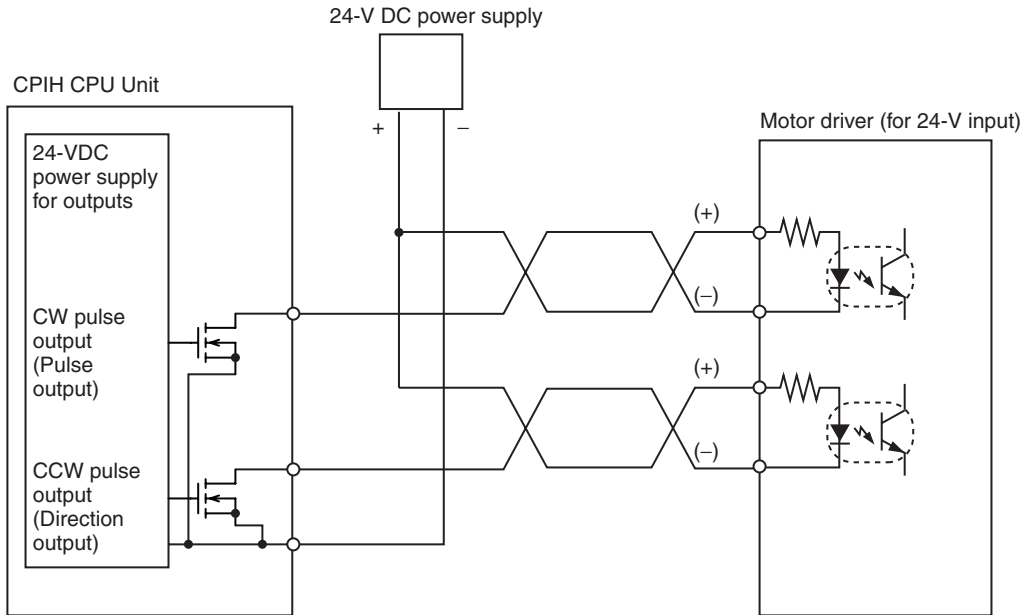 24-V DC power supply
CPIH CPU Unit
+
−
Motor driver (for 24-V input)
24-VDC
power supply
for outputs
(+)
(−)
CW pulse
output
(Pulse
output)
(+)
(−)
CCW pulse
output
(Direction
output)